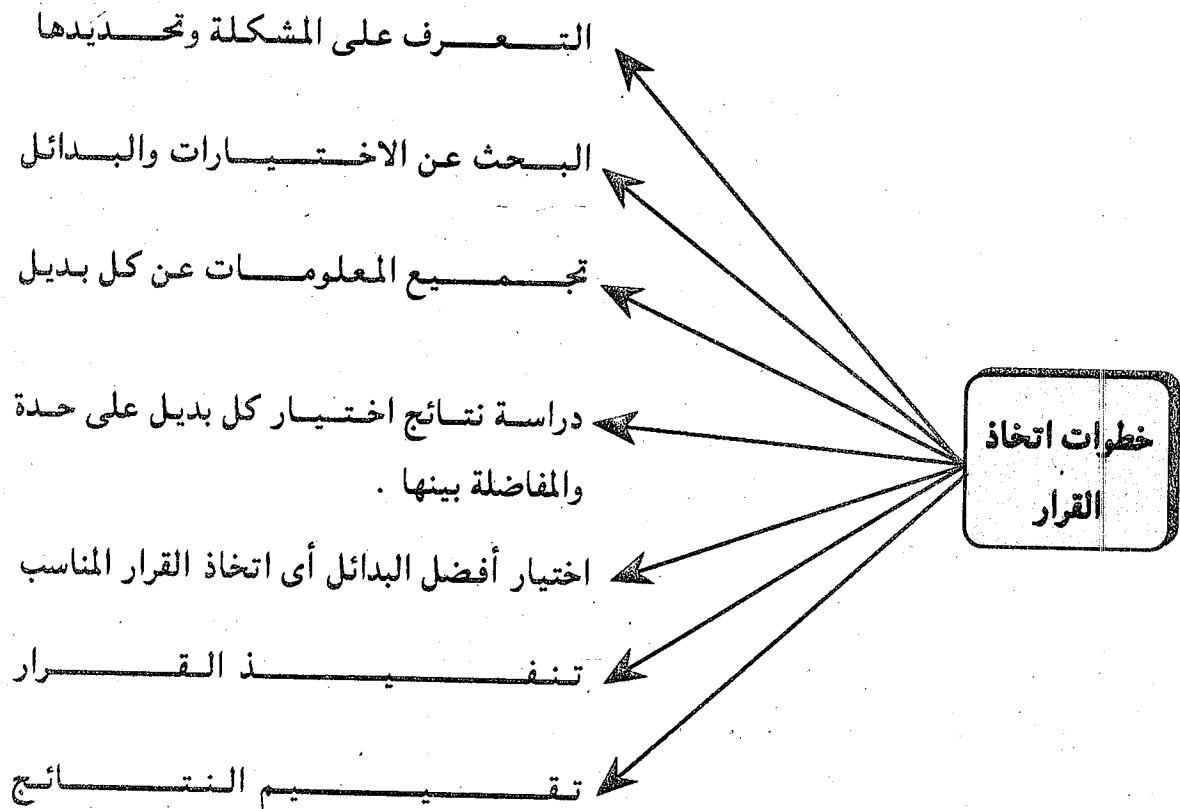 خطوات اتخاذ
القرار
التعرف على المشكلة وتحديدها
البحث عن الاختيارات والبدائل
تجميع المعلومات عن كل بديل
دراسة نتائج اختيار كل بديل على حدة
والمفاضلة بينها .
اختيار أفضل البدائل أى اتخاذ القرار المناسب
تنفيذ القرار
تقييم النتائج